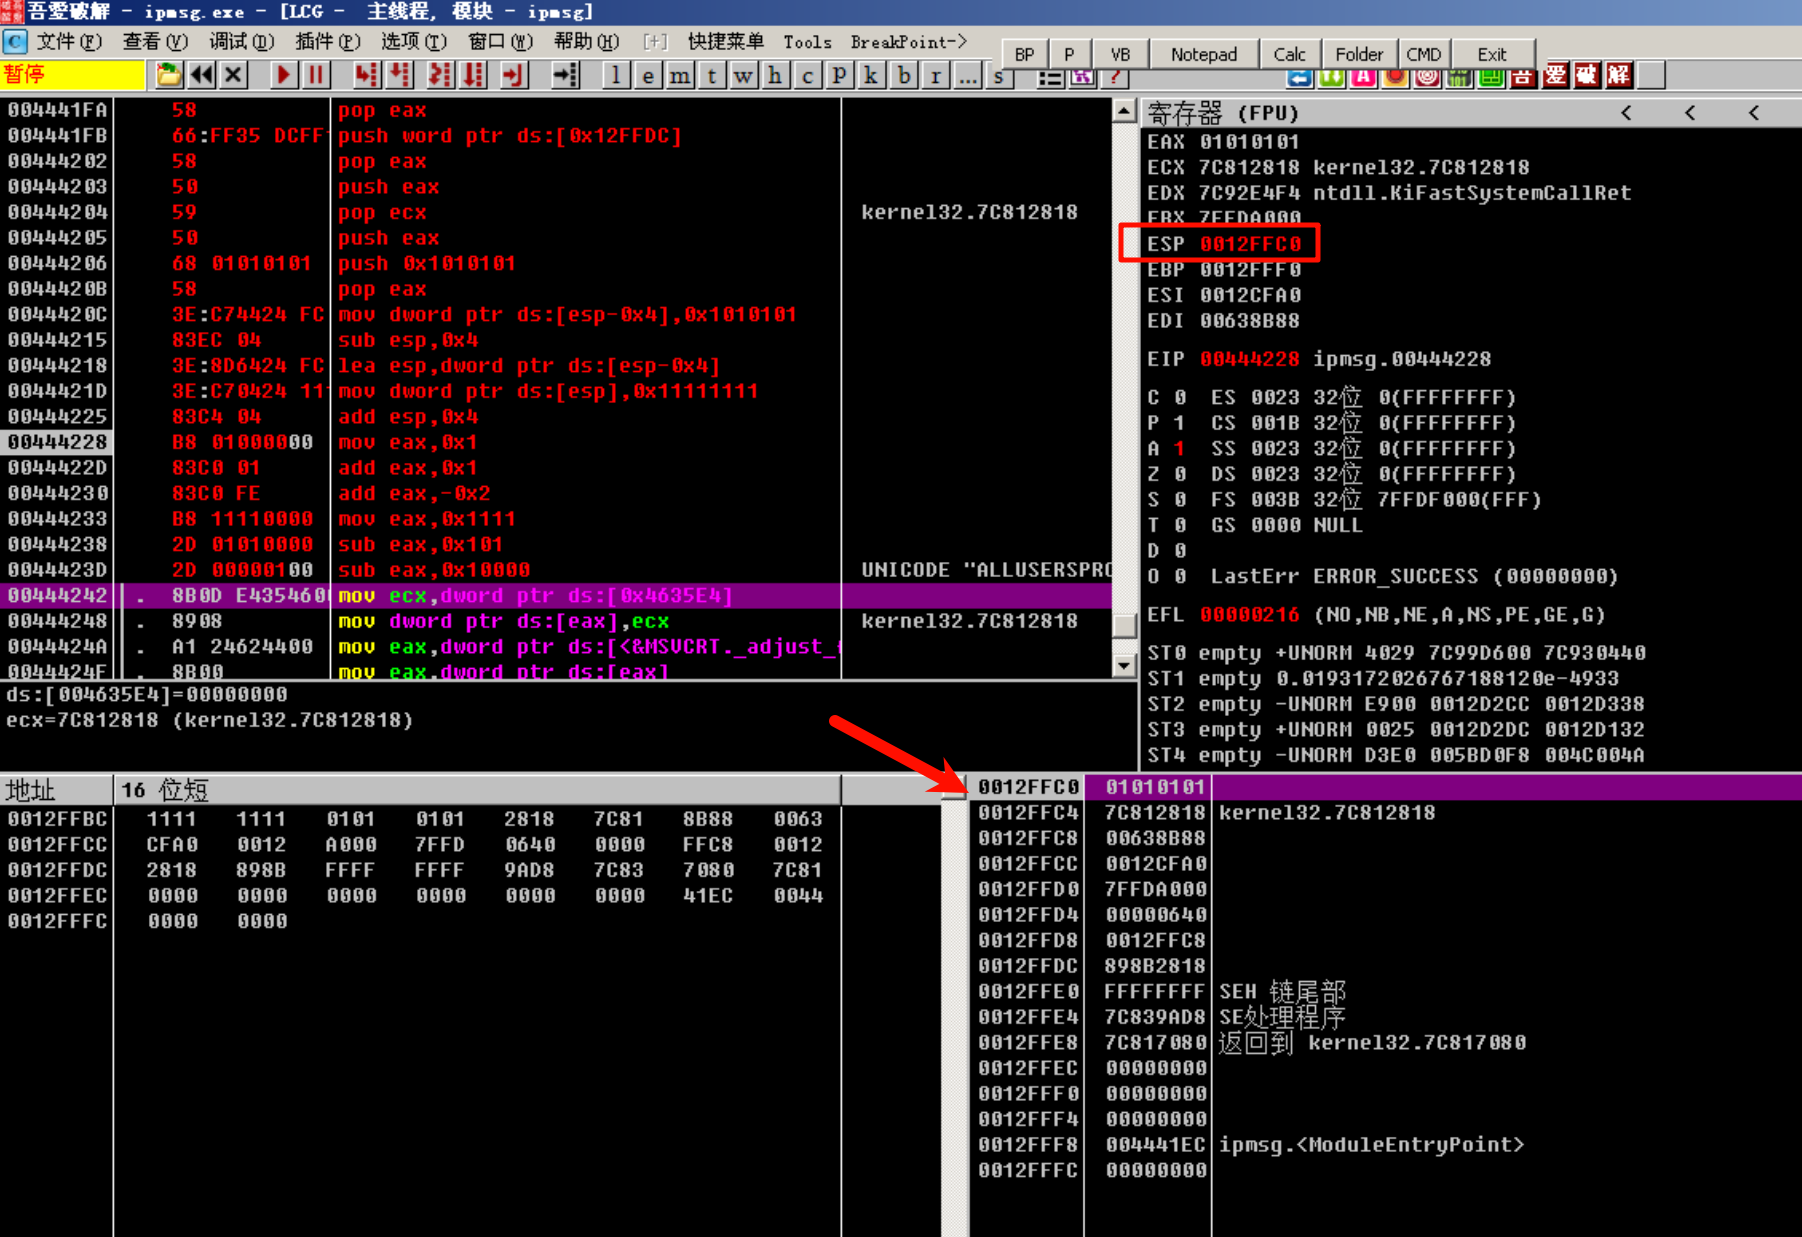 吾爱破解 - ipmsg.exe - [LCG - 主线程, 模块 - ipmsg]
文件(F) 查看(V) 调试(D) 插件(P) 选项(T) 窗口(W) 帮助(H) [+] 快捷菜单 Tools BreakPoint->
BP P VB Notepad Calc Folder CMD Exit
暂停 l e m t w h c P k b r ... s ? 吾 爱 破 解
004441FA 58 pop eax
004441FB 66:FF35 DCFF push word ptr ds:[0x12FFDC]
00444202 58 pop eax
00444203 50 push eax
00444204 59 pop ecx kernel32.7C812818
00444205 50 push eax
00444206 68 01010101 push 0x1010101
0044420B 58 pop eax
0044420C 3E:C74424 FC mov dword ptr ds:[esp-0x4],0x1010101
00444215 83EC 04 sub esp,0x4
00444218 3E:8D6424 FC lea esp,dword ptr ds:[esp-0x4]
0044421D 3E:C70424 11 mov dword ptr ds:[esp],0x11111111
00444225 83C4 04 add esp,0x4
00444228 B8 01000000 mov eax,0x1
0044422D 83C0 01 add eax,0x1
00444230 83C0 FE add eax,-0x2
00444233 B8 11110000 mov eax,0x1111
00444238 2D 01010000 sub eax,0x101
0044423D 2D 00000100 sub eax,0x10000 UNICODE "ALLUSERSPRO
00444242 . 8B0D E4354600 mov ecx,dword ptr ds:[0x4635E4]
00444248 . 8908 mov dword ptr ds:[eax],ecx kernel32.7C812818
0044424A . A1 24624400 mov eax,dword ptr ds:[<&MSVCRT._adjust_
0044424F . 8B00 mov eax,dword ptr ds:[eax]
ds:[004635E4]=00000000
ecx=7C812818 (kernel32.7C812818)
寄存器 (FPU) < < <
EAX 01010101
ECX 7C812818 kernel32.7C812818
EDX 7C92E4F4 ntdll.KiFastSystemCallRet
EBX 7FFDA000
ESP 0012FFC0
EBP 0012FFF0
ESI 0012CFA0
EDI 00638B88
EIP 00444228 ipmsg.00444228
C 0 ES 0023 32位 0(FFFFFFFF)
P 1 CS 001B 32位 0(FFFFFFFF)
A 1 SS 0023 32位 0(FFFFFFFF)
Z 0 DS 0023 32位 0(FFFFFFFF)
S 0 FS 003B 32位 7FFDF000(FFF)
T 0 GS 0000 NULL
D 0
O 0 LastErr ERROR_SUCCESS (00000000)
EFL 00000216 (NO,NB,NE,A,NS,PE,GE,G)
ST0 empty +UNORM 4029 7C99D600 7C930440
ST1 empty 0.0193172026767188120e-4933
ST2 empty -UNORM E900 0012D2CC 0012D338
ST3 empty +UNORM 0025 0012D2DC 0012D132
ST4 empty -UNORM D3E0 005BD0F8 004C004A
地址 16 位短
0012FFBC 1111 1111 0101 0101 2818 7C81 8B88 0063
0012FFCC CFA0 0012 A000 7FFD 0640 0000 FFC8 0012
0012FFDC 2818 898B FFFF FFFF 9AD8 7C83 7080 7C81
0012FFEC 0000 0000 0000 0000 0000 0000 41EC 0044
0012FFFC 0000 0000
0012FFC0 01010101
0012FFC4 7C812818 kernel32.7C812818
0012FFC8 00638B88
0012FFCC 0012CFA0
0012FFD0 7FFDA000
0012FFD4 00000640
0012FFD8 0012FFC8
0012FFDC 898B2818
0012FFE0 FFFFFFFF SEH 链尾部
0012FFE4 7C839AD8 SE处理程序
0012FFE8 7C817080 返回到 kernel32.7C817080
0012FFEC 00000000
0012FFF0 00000000
0012FFF4 00000000
0012FFF8 004441EC ipmsg.<ModuleEntryPoint>
0012FFFC 00000000